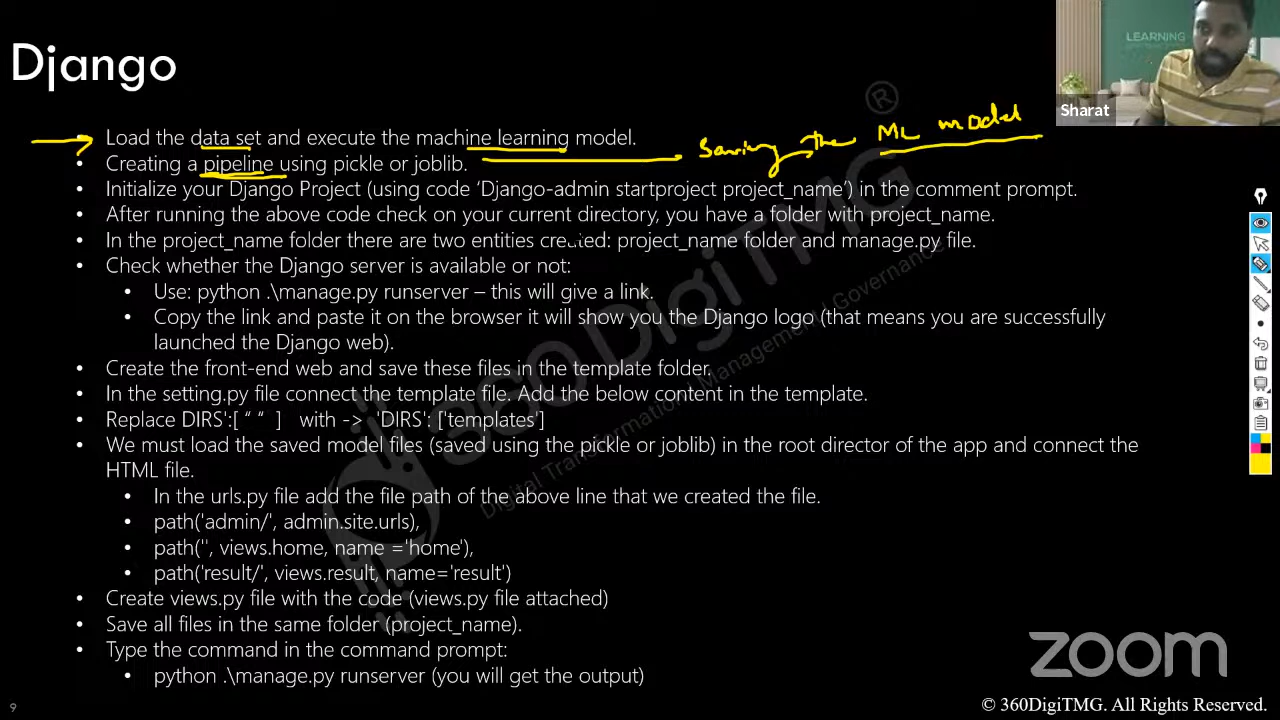 LEARNING
Django
Sharat
Load the data set and execute the machine learning model.
Saving the ML model
Creating a pipeline using pickle or joblib.
Initialize your Django Project (using code ‘Django-admin startproject project_name’) in the comment prompt.
After running the above code check on your current directory, you have a folder with project_name.
In the project_name folder there are two entities created: project_name folder and manage.py file.
Check whether the Django server is available or not:
Use: python .\manage.py runserver – this will give a link.
Copy the link and paste it on the browser it will show you the Django logo (that means you are successfully
launched the Django web).
Create the front-end web and save these files in the template folder.
In the setting.py file connect the template file. Add the below content in the template.
Replace DIRS':[ “ “ ] with -> 'DIRS': ['templates']
We must load the saved model files (saved using the pickle or joblib) in the root director of the app and connect the
HTML file.
In the urls.py file add the file path of the above line that we created the file.
path('admin/', admin.site.urls),
path('', views.home, name ='home'),
path('result/', views.result, name='result')
Create views.py file with the code (views.py file attached)
Save all files in the same folder (project_name).
Type the command in the command prompt:
python .\manage.py runserver (you will get the output)
360DigiTMG ®
Digital Transformation | Management | Governance
zoom
9
© 360DigiTMG. All Rights Reserved.